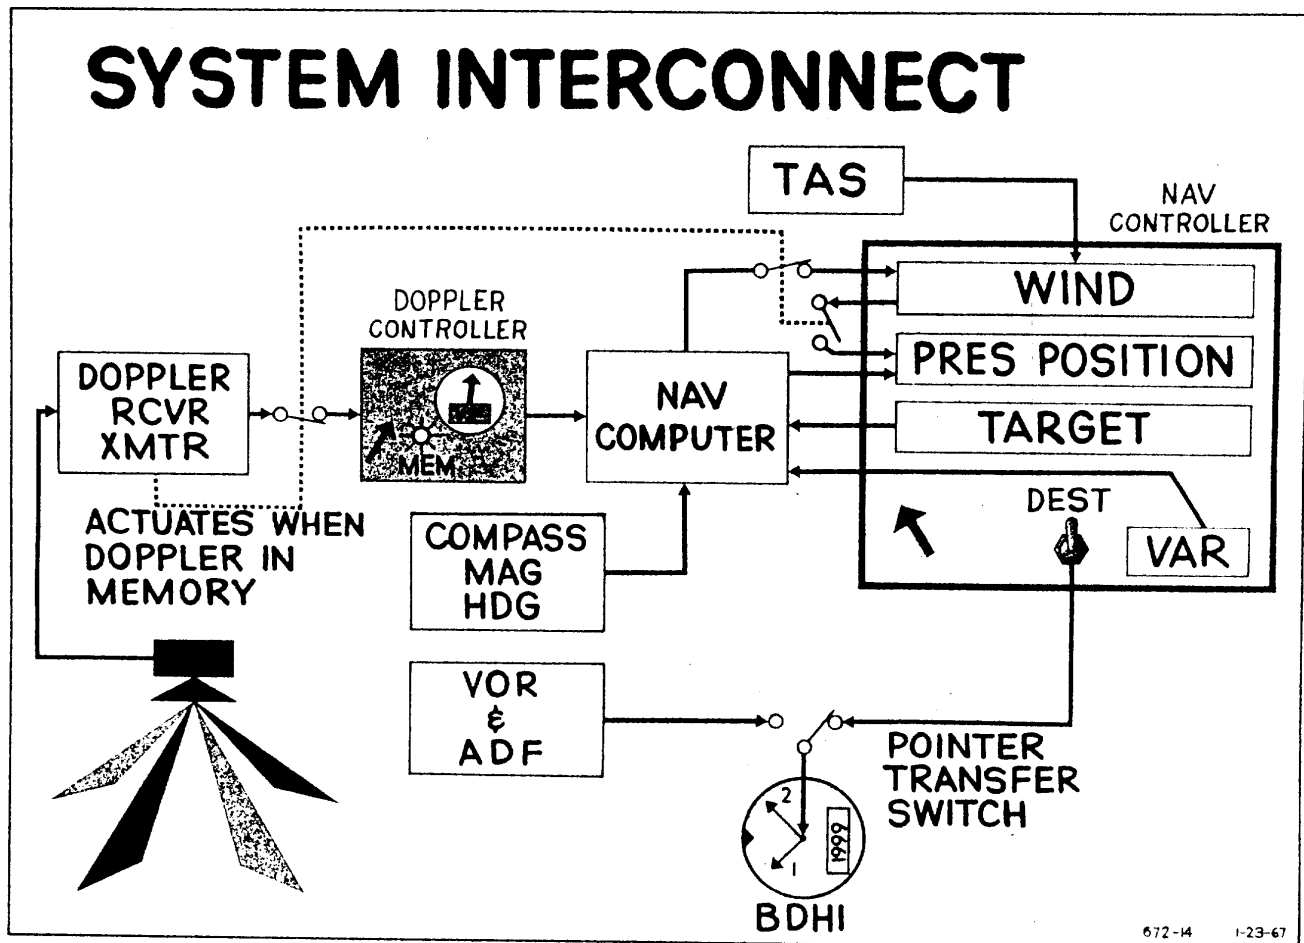 SYSTEM INTERCONNECT
TAS
NAV
CONTROLLER
WIND
DOPPLER
CONTROLLER
PRES POSITION
DOPPLER
RCVR
XMTR
NAV
COMPUTER
TARGET
MEM
DEST
ACTUATES WHEN
DOPPLER IN
MEMORY
COMPASS
MAG
HDG
VAR
VOR
&
ADF
POINTER
TRANSFER
SWITCH
2
1999
1
BDHI
672-14 1-23-67